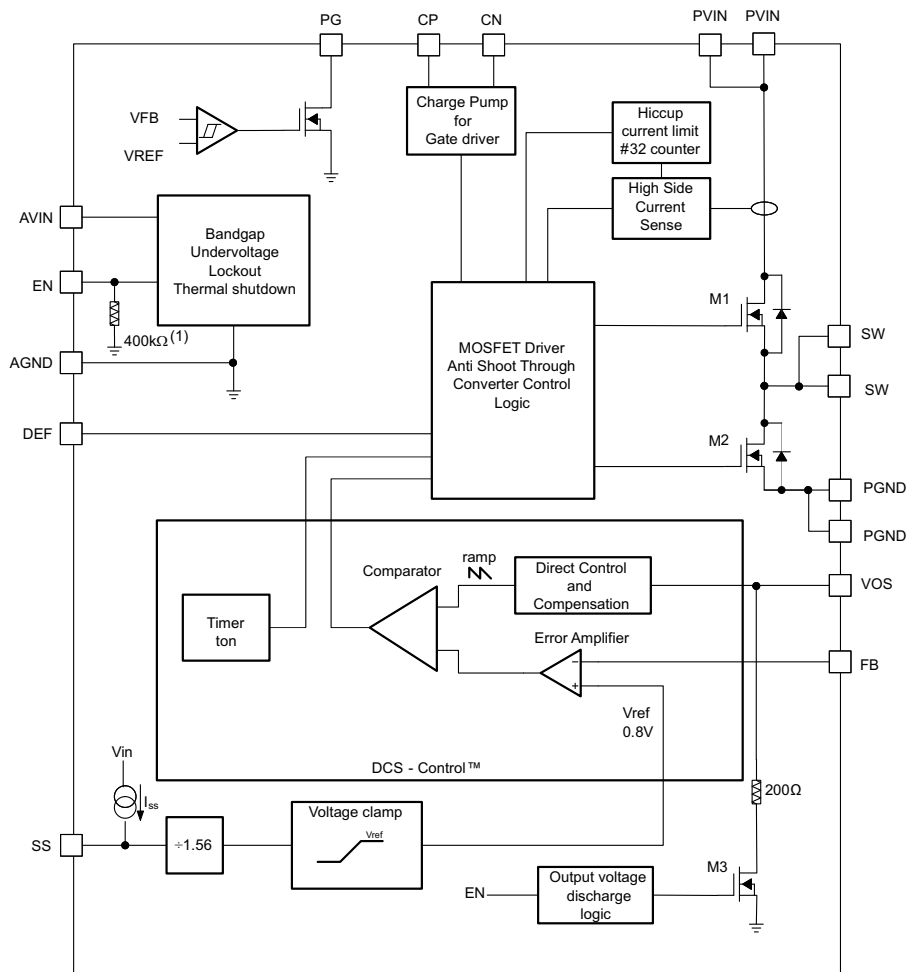 PG
CP
CN
PVIN
PVIN
VFB
VREF
Charge Pump
for
Gate driver
Hiccup
current limit
#32 counter
High Side
Current
Sense
AVIN
Bandgap
Undervoltage
Lockout
Thermal shutdown
EN
400kΩ(1)
AGND
DEF
MOSFET Driver
Anti Shoot Through
Converter Control
Logic
M1
SW
SW
M2
PGND
PGND
VOS
FB
Comparator
ramp
Direct Control
and
Compensation
Timer
ton
Error Amplifier
−
+
Vref
0.8V
DCS - Control™
Vin
Iss
SS
÷1.56
Voltage clamp
Vref
200Ω
M3
EN
Output voltage
discharge
logic